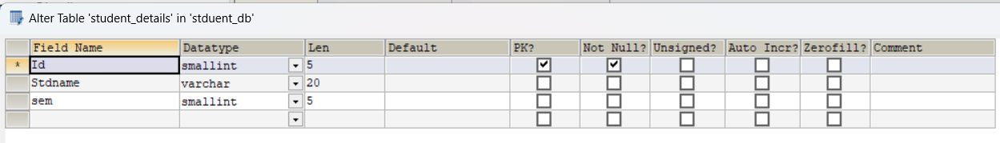 Alter Table 'student_details' in 'stduent_db'
Field Name Datatype Len Default PK? Not Null? Unsigned? Auto Incr? Zerofill? Comment
* Id smallint 5
Stdname varchar 20
sem smallint 5